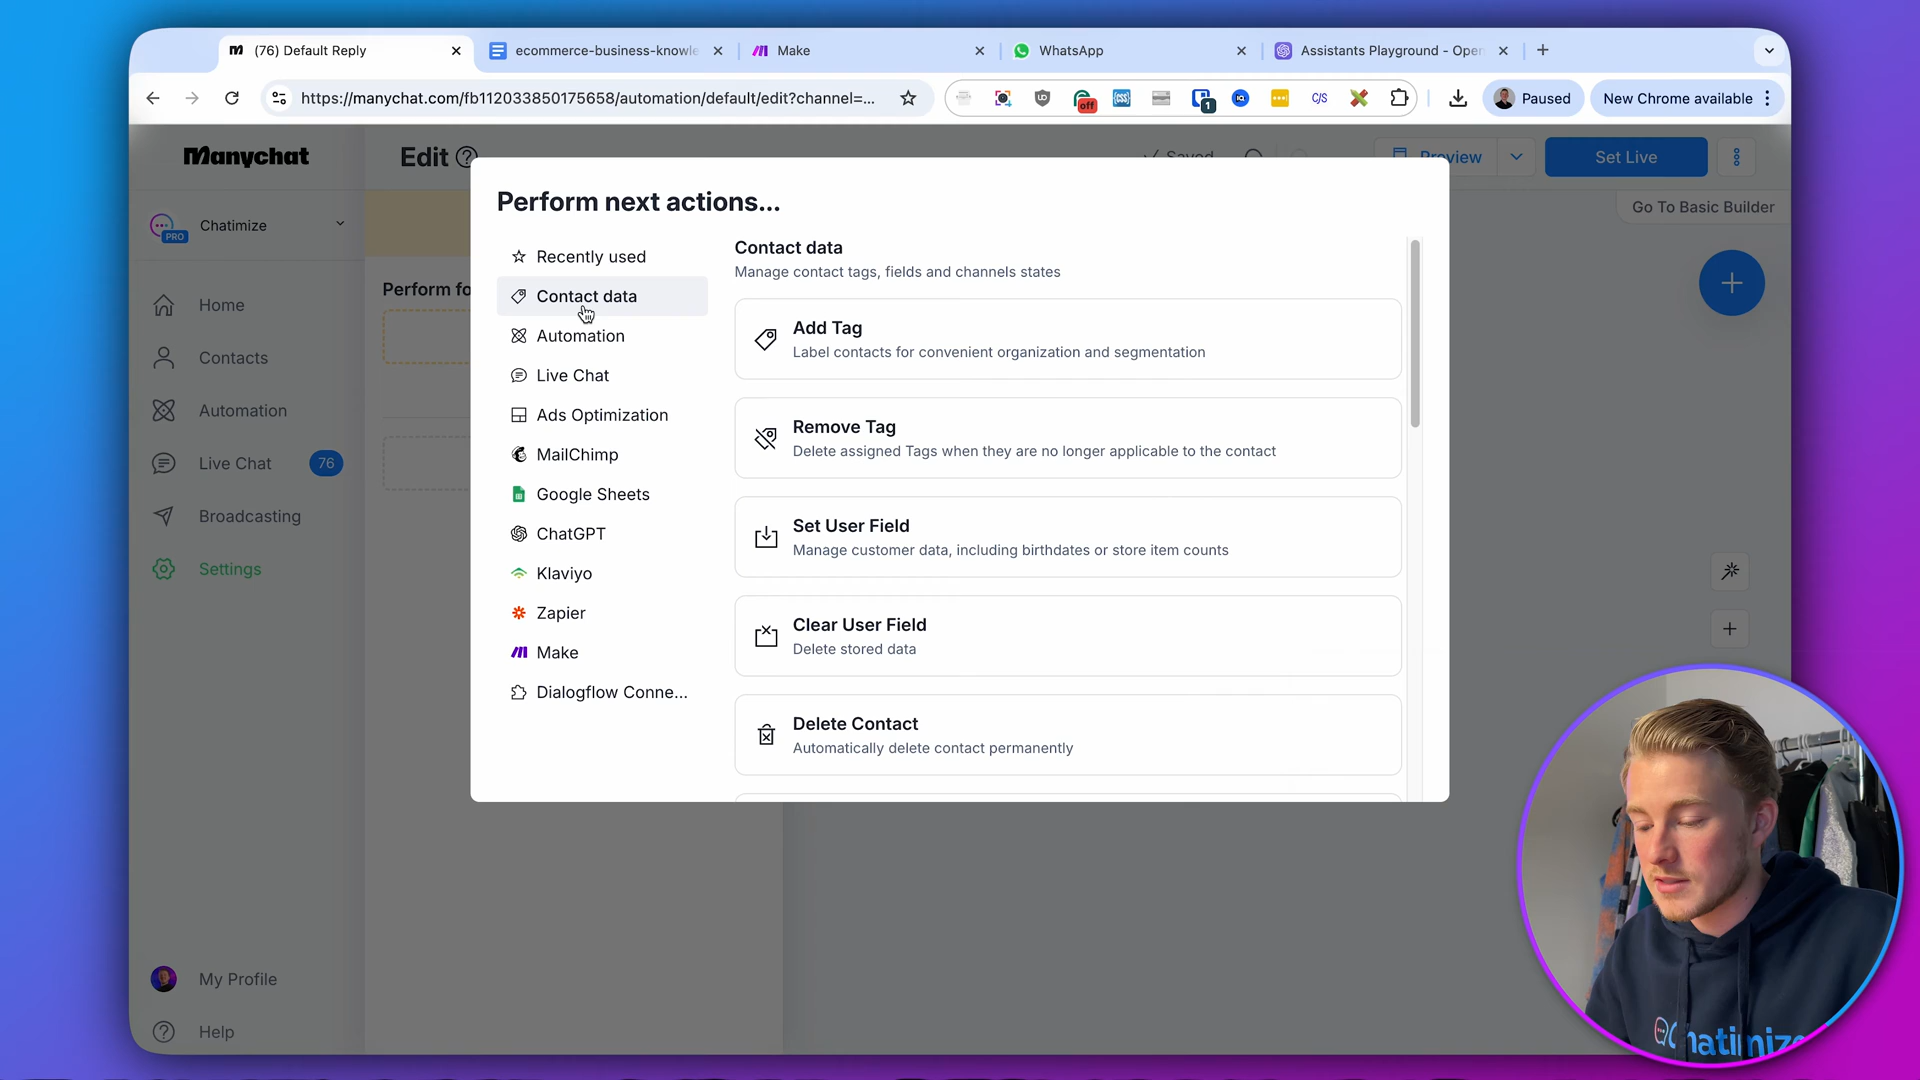 (76) Default Reply
ecommerce-business-knowle
Make
WhatsApp
Assistants Playground - Open
https://manychat.com/fb112033850175658/automation/default/edit?channel=...
off
1
C/S
Paused
New Chrome available
Manychat
Edit
Saved
Preview
Set Live
Go To Basic Builder
Chatimize
PRO
Perform fo
Home
Contacts
Automation
Live Chat
76
Broadcasting
Settings
My Profile
Help
Perform next actions...
Recently used
Contact data
Automation
Live Chat
Ads Optimization
MailChimp
Google Sheets
ChatGPT
Klaviyo
Zapier
Make
Dialogflow Conne...
Contact data
Manage contact tags, fields and channels states
Add Tag
Label contacts for convenient organization and segmentation
Remove Tag
Delete assigned Tags when they are no longer applicable to the contact
Set User Field
Manage customer data, including birthdates or store item counts
Clear User Field
Delete stored data
Delete Contact
Automatically delete contact permanently
Chatimize